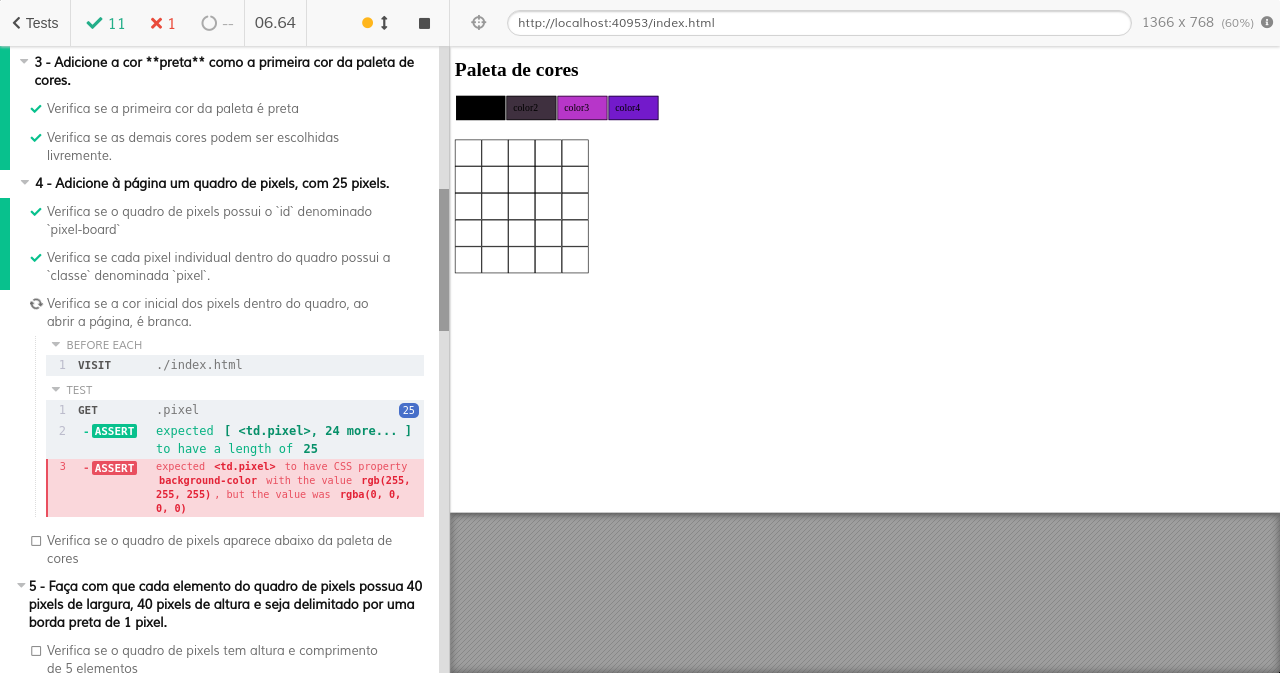 Tests
11
1
--
06.64
http://localhost:40953/index.html
1366 x 768 (60%)
3 - Adicione a cor **preta** como a primeira cor da paleta de
cores.
Verifica se a primeira cor da paleta é preta
Verifica se as demais cores podem ser escolhidas
livremente.
4 - Adicione à página um quadro de pixels, com 25 pixels.
Verifica se o quadro de pixels possui o `id` denominado
`pixel-board`
Verifica se cada pixel individual dentro do quadro possui a
`classe` denominada `pixel`.
Verifica se a cor inicial dos pixels dentro do quadro, ao
abrir a página, é branca.
BEFORE EACH
1 VISIT ./index.html
TEST
1 GET .pixel 25
2 -ASSERT expected [ <td.pixel>, 24 more... ]
to have a length of 25
3 -ASSERT expected <td.pixel> to have CSS property
background-color with the value rgb(255,
255, 255) , but the value was rgba(0, 0,
0, 0)
Verifica se o quadro de pixels aparece abaixo da paleta de
cores
5 - Faça com que cada elemento do quadro de pixels possua 40
pixels de largura, 40 pixels de altura e seja delimitado por uma
borda preta de 1 pixel.
Verifica se o quadro de pixels tem altura e comprimento
de 5 elementos
Paleta de cores
color2 color3 color4